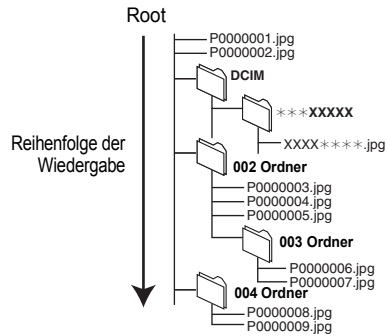 Root
P0000001.jpg
P0000002.jpg
DCIM
∗∗∗XXXXX
XXXX∗∗∗∗.jpg
Reihenfolge der
Wiedergabe
002 Ordner
P0000003.jpg
P0000004.jpg
P0000005.jpg
003 Ordner
P0000006.jpg
P0000007.jpg
004 Ordner
P0000008.jpg
P0000009.jpg